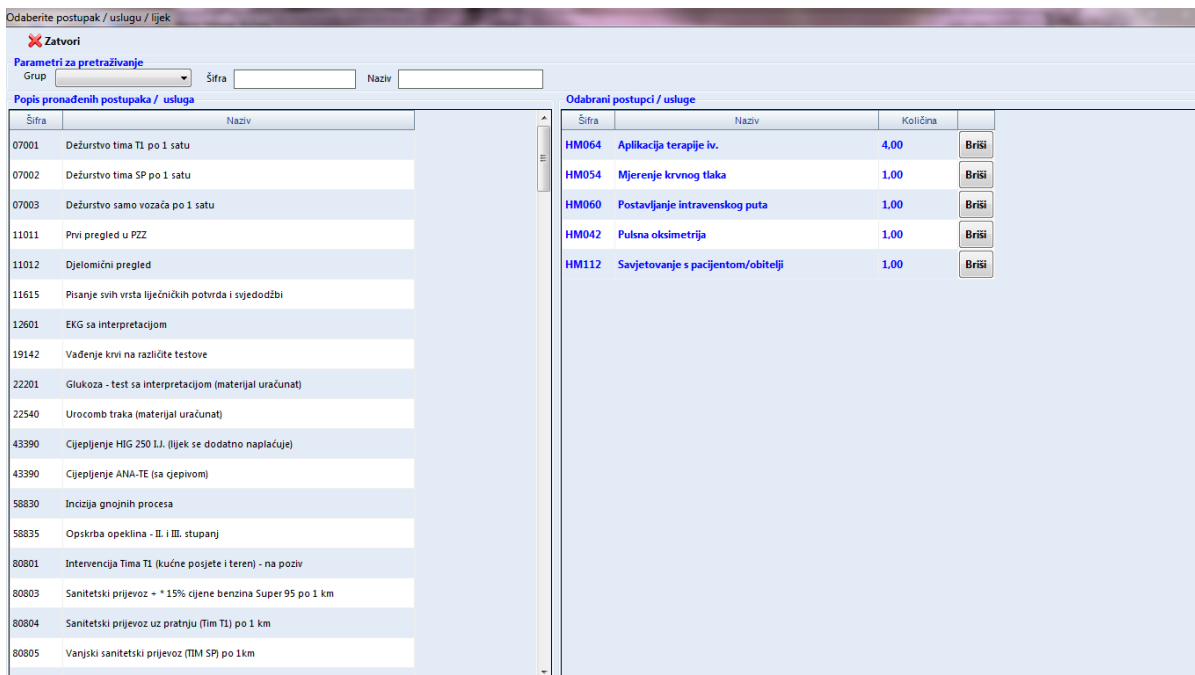 Odaberite postupak / uslugu / lijek
Zatvori
Parametri za pretraživanje
Grup Šifra Naziv
Popis pronađenih postupaka / usluga
Šifra Naziv
07001 Dežurstvo tima T1 po 1 satu
07002 Dežurstvo tima SP po 1 satu
07003 Dežurstvo samo vozača po 1 satu
11011 Prvi pregled u PZZ
11012 Djelomični pregled
11615 Pisanje svih vrsta liječničkih potvrda i svjedodžbi
12601 EKG sa interpretacijom
19142 Vađenje krvi na različite testove
22201 Glukoza - test sa interpretacijom (materijal uračunat)
22540 Urocomb traka (materijal uračunat)
43390 Cijepljenje HIG 250 I.J. (lijek se dodatno naplaćuje)
43390 Cijepljenje ANA-TE (sa cjepivom)
58830 Incizija gnojnih procesa
58835 Opskrba opeklina - II. i III. stupanj
80801 Intervencija Tima T1 (kućne posjete i teren) - na poziv
80803 Sanitetski prijevoz + * 15% cijene benzina Super 95 po 1 km
80804 Sanitetski prijevoz uz pratnju (Tim T1) po 1 km
80805 Vanjski sanitetski prijevoz (TIM SP) po 1km
Odabrani postupci / usluge
Šifra Naziv Količina
HM064 Aplikacija terapije iv. 4,00 Briši
HM054 Mjerenje krvnog tlaka 1,00 Briši
HM060 Postavljanje intravenskog puta 1,00 Briši
HM042 Pulsna oksimetrija 1,00 Briši
HM112 Savjetovanje s pacijentom/obitelji 1,00 Briši